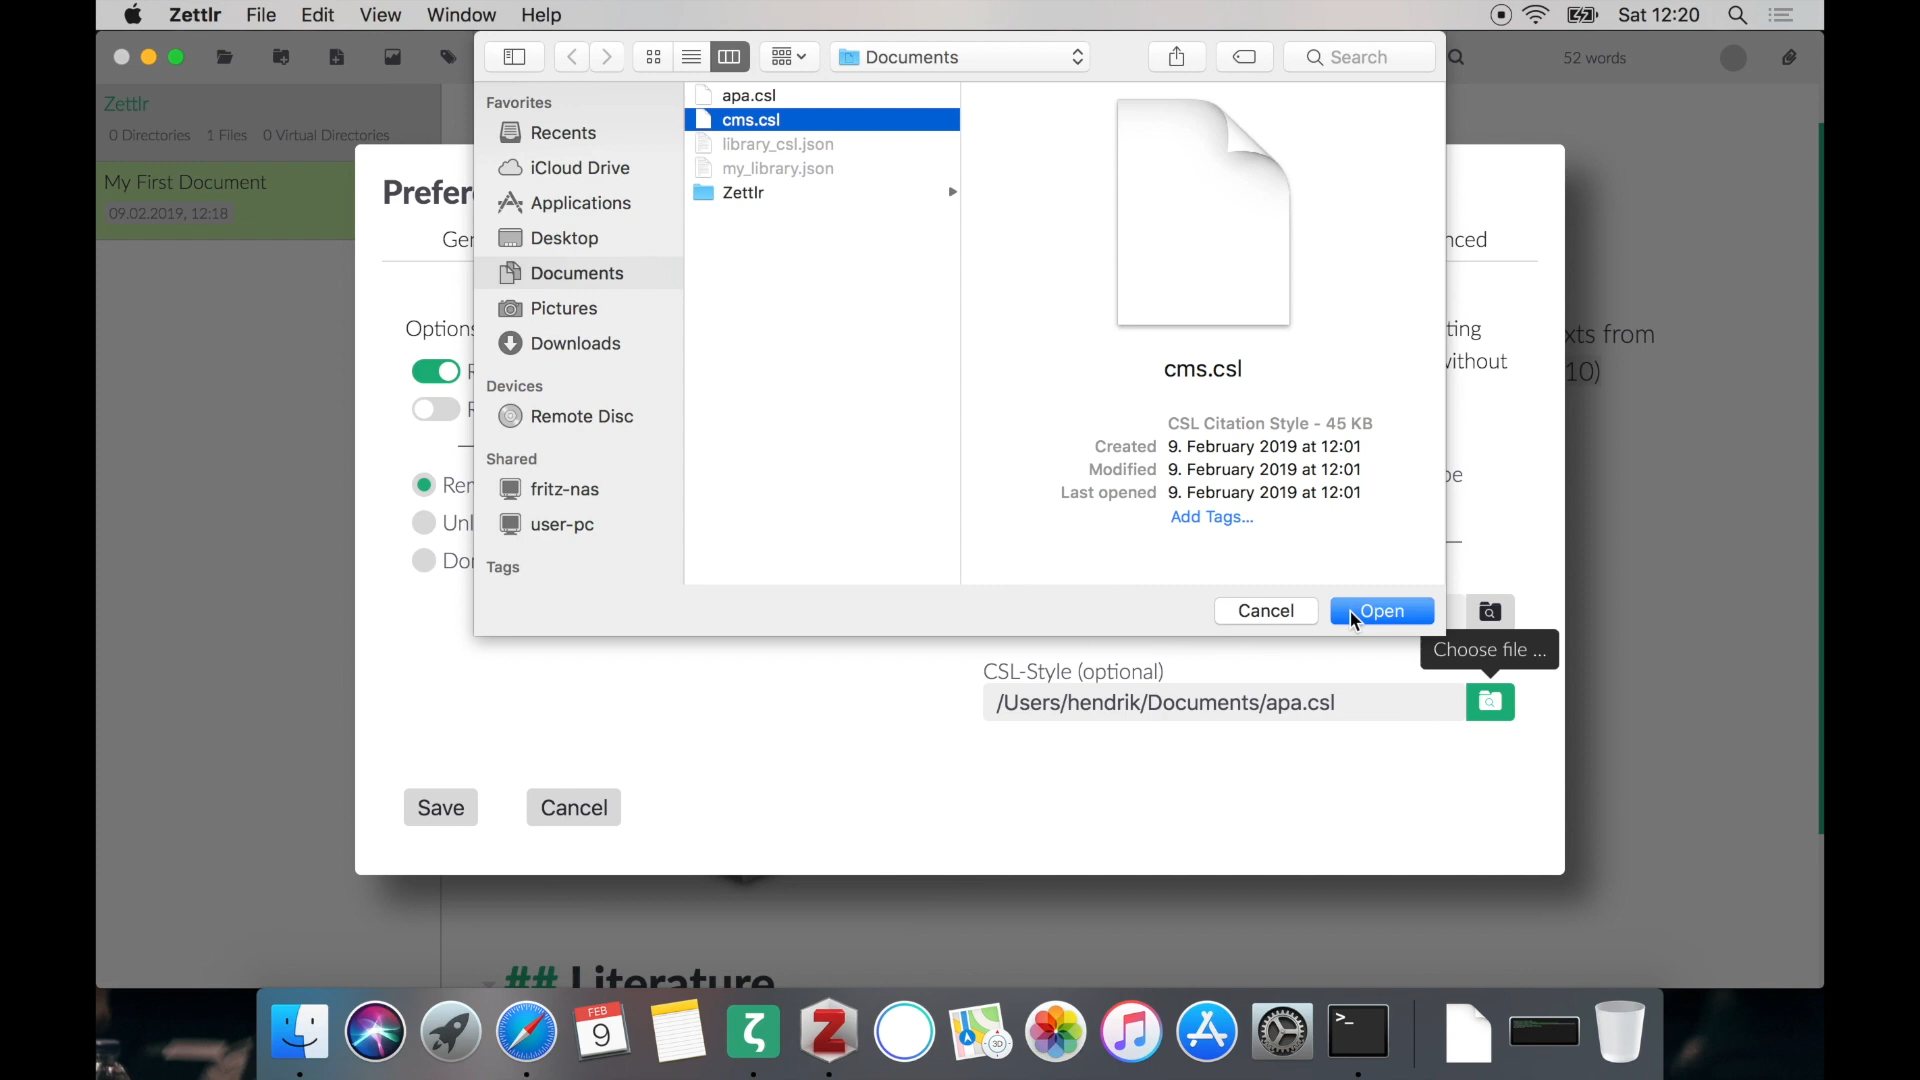 Zettlr File Edit View Window Help Sat 12:20
Documents Search 52 words
Zettlr
0 Directories 1 Files 0 Virtual Directories
My First Document
09.02.2019, 12:18
Favorites
Recents
iCloud Drive
Applications
Desktop
Documents
Pictures
Downloads
Devices
Remote Disc
Shared
fritz-nas
user-pc
Tags
apa.csl
cms.csl
library_csl.json
my_library.json
Zettlr
cms.csl
CSL Citation Style - 45 KB
Created 9. February 2019 at 12:01
Modified 9. February 2019 at 12:01
Last opened 9. February 2019 at 12:01
Add Tags...
Cancel Open
Choose file ...
CSL-Style (optional)
/Users/hendrik/Documents/apa.csl
Save Cancel
## Literature
FEB
9
3D